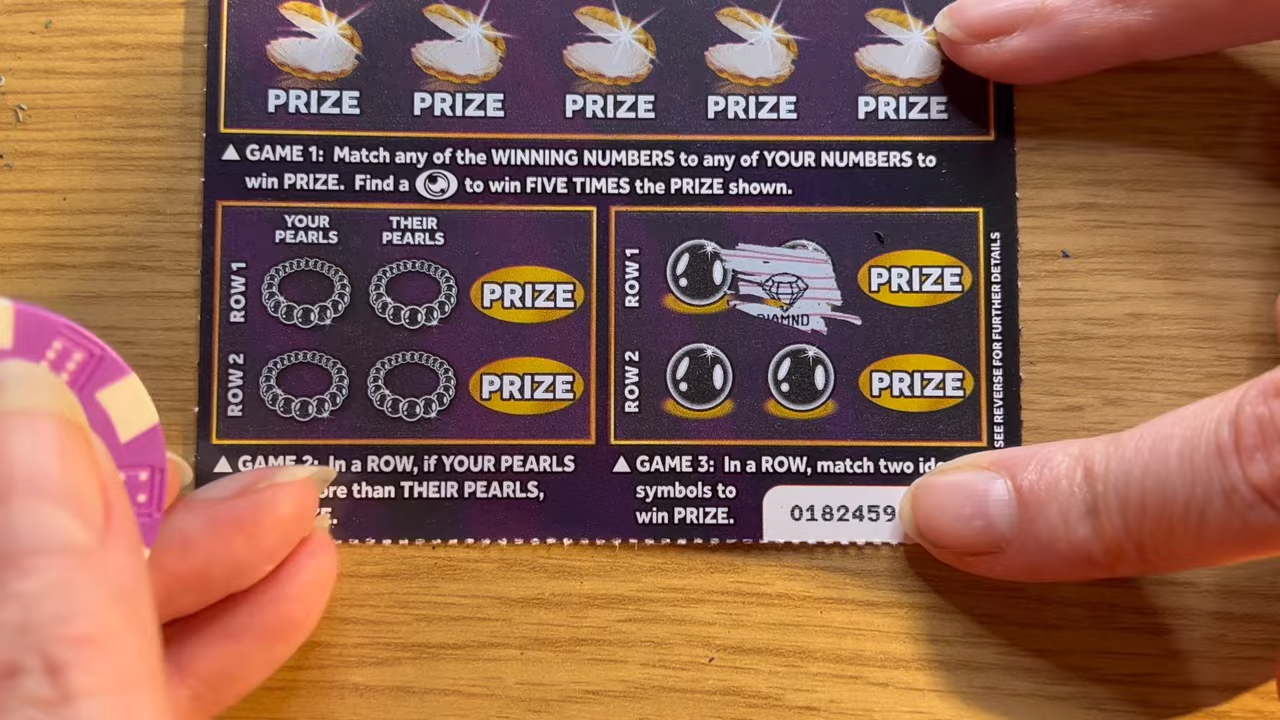 PRIZE PRIZE PRIZE PRIZE PRIZE
GAME 1: Match any of the WINNING NUMBERS to any of YOUR NUMBERS to
win PRIZE. Find a to win FIVE TIMES the PRIZE shown.
YOUR PEARLS
THEIR PEARLS
ROW 1
PRIZE
ROW 2
PRIZE
GAME 2: In a ROW, if YOUR PEARLS
than THEIR PEARLS,
ROW 1
DIAMND
PRIZE
ROW 2
PRIZE
GAME 3: In a ROW, match two
symbols to
win PRIZE.
0182459
SEE REVERSE FOR FURTHER DETAILS